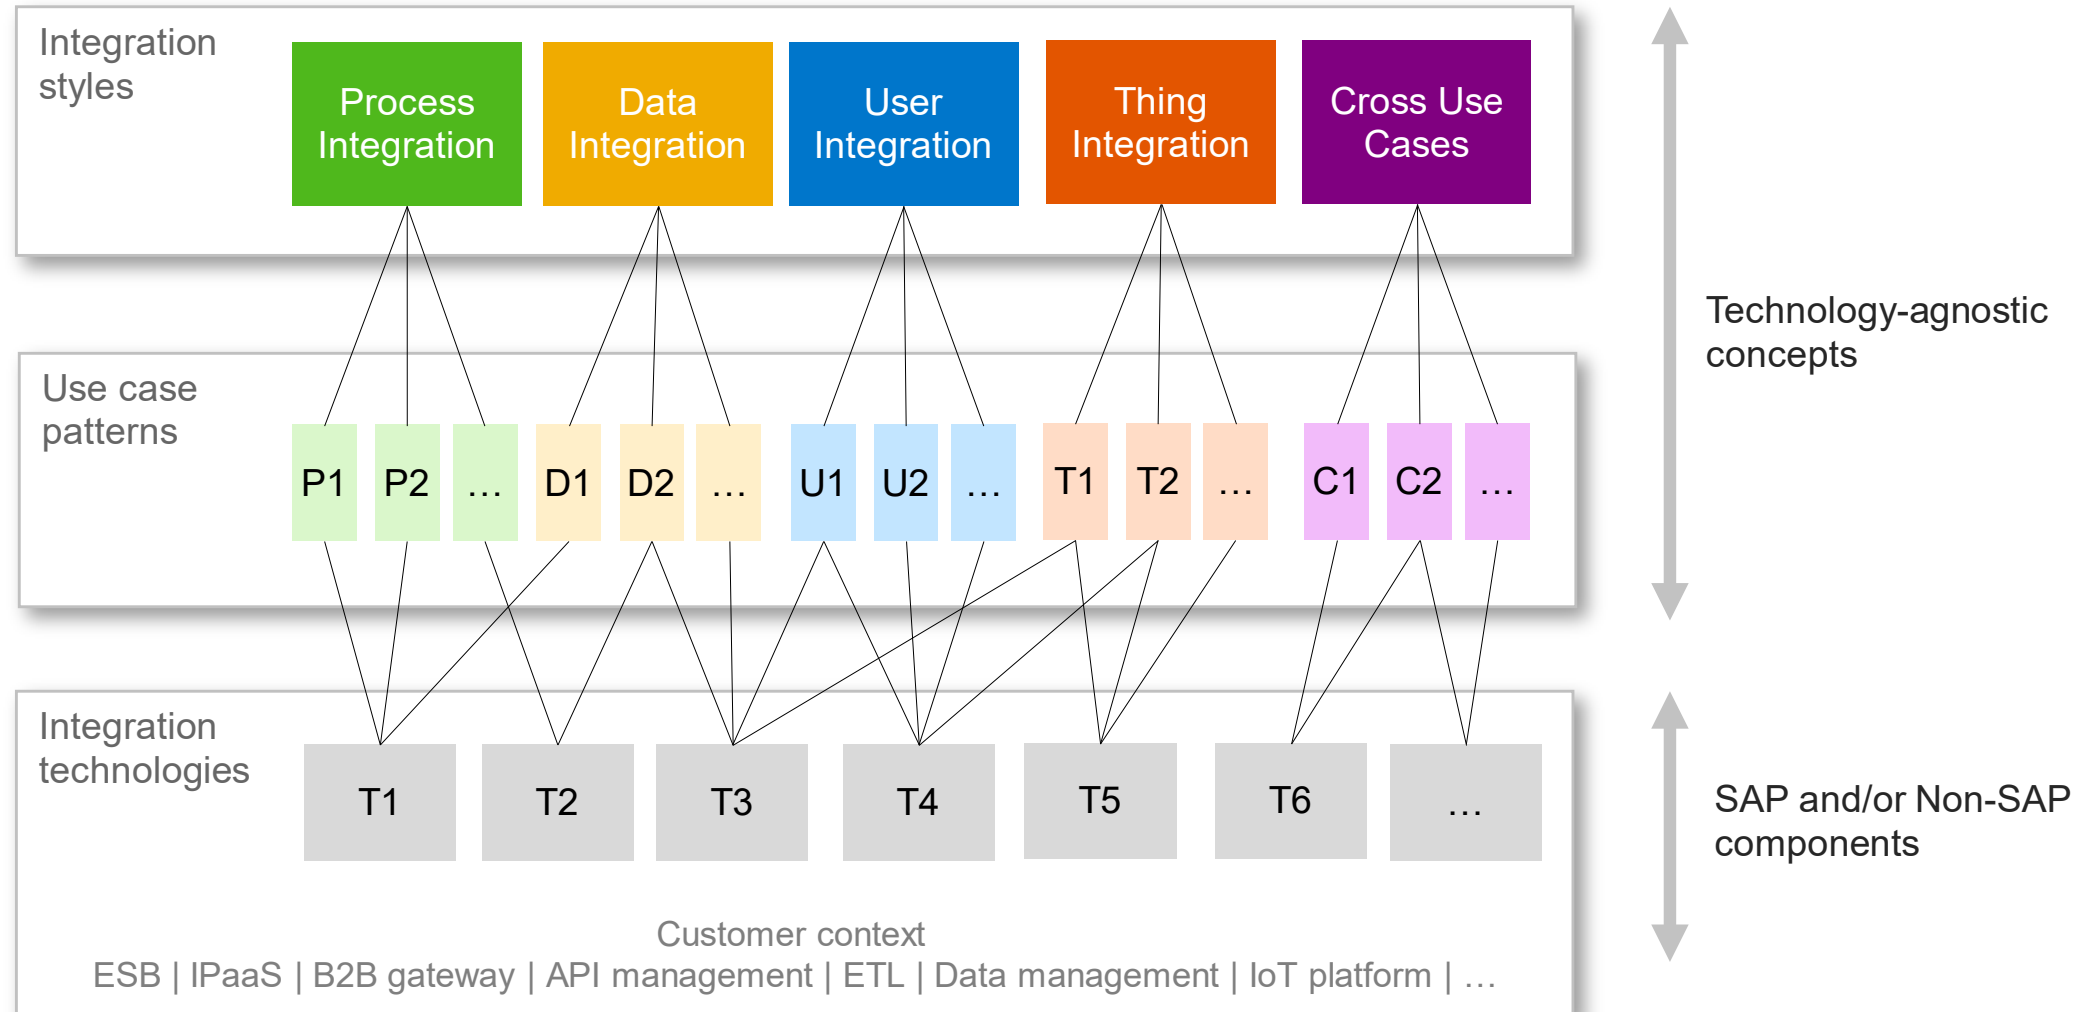 Integration
styles
Process
Integration
Data
Integration
User
Integration
Thing
Integration
Cross Use
Cases
Technology-agnostic
concepts
Use case
patterns
P1
P2
…
D1
D2
…
U1
U2
…
T1
T2
…
C1
C2
…
Integration
technologies
T1
T2
T3
T4
T5
T6
…
SAP and/or Non-SAP
components
Customer context
ESB | IPaaS | B2B gateway | API management | ETL | Data management | IoT platform | …